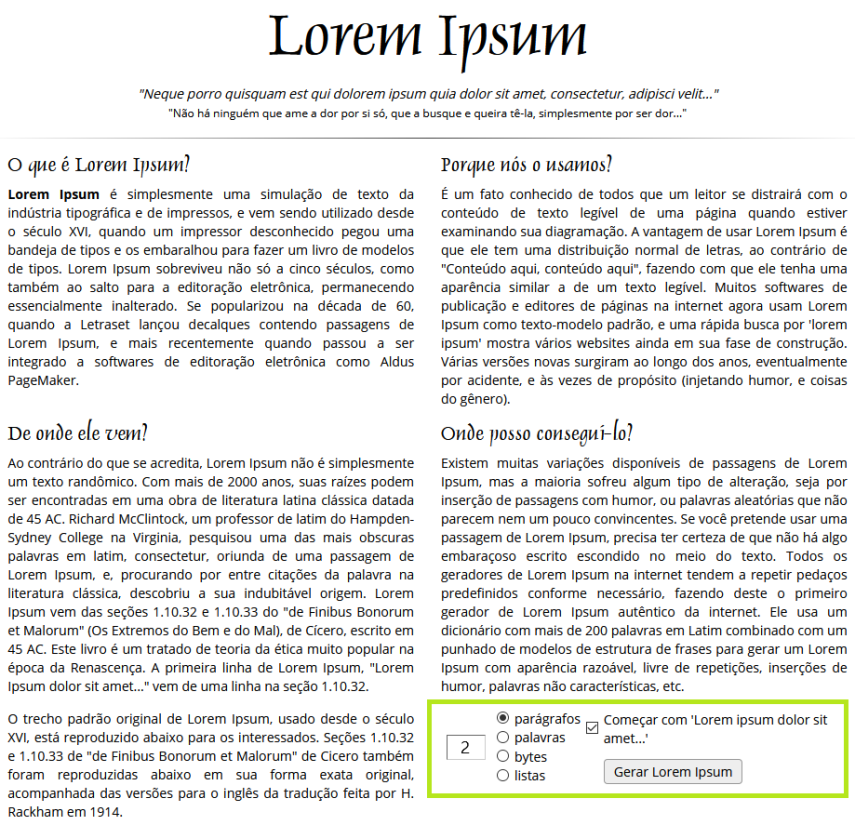 Lorem Ipsum
"Neque porro quisquam est qui dolorem ipsum quia dolor sit amet, consectetur, adipisci velit..."
"Não há ninguém que ame a dor por si só, que a busque e queira tê-la, simplesmente por ser dor..."
O que é Lorem Ipsum?
Lorem Ipsum é simplesmente uma simulação de texto da
indústria tipográfica e de impressos, e vem sendo utilizado desde
o século XVI, quando um impressor desconhecido pegou uma
bandeja de tipos e os embaralhou para fazer um livro de modelos
de tipos. Lorem Ipsum sobreviveu não só a cinco séculos, como
também ao salto para a editoração eletrônica, permanecendo
essencialmente inalterado. Se popularizou na década de 60,
quando a Letraset lançou decalques contendo passagens de
Lorem Ipsum, e mais recentemente quando passou a ser
integrado a softwares de editoração eletrônica como Aldus
PageMaker.
Porque nós o usamos?
É um fato conhecido de todos que um leitor se distrairá com o
conteúdo de texto legível de uma página quando estiver
examinando sua diagramação. A vantagem de usar Lorem Ipsum é
que ele tem uma distribuição normal de letras, ao contrário de
"Conteúdo aqui, conteúdo aqui", fazendo com que ele tenha uma
aparência similar a de um texto legível. Muitos softwares de
publicação e editores de páginas na internet agora usam Lorem
Ipsum como texto-modelo padrão, e uma rápida busca por 'lorem
ipsum' mostra vários websites ainda em sua fase de construção.
Várias versões novas surgiram ao longo dos anos, eventualmente
por acidente, e às vezes de propósito (injetando humor, e coisas
do gênero).
De onde ele vem?
Ao contrário do que se acredita, Lorem Ipsum não é simplesmente
um texto randômico. Com mais de 2000 anos, suas raízes podem
ser encontradas em uma obra de literatura latina clássica datada
de 45 AC. Richard McClintock, um professor de latim do Hampden-
Sydney College na Virginia, pesquisou uma das mais obscuras
palavras em latim, consectetur, oriunda de uma passagem de
Lorem Ipsum, e, procurando por entre citações da palavra na
literatura clássica, descobriu a sua indubitável origem. Lorem
Ipsum vem das seções 1.10.32 e 1.10.33 do "de Finibus Bonorum
et Malorum" (Os Extremos do Bem e do Mal), de Cícero, escrito em
45 AC. Este livro é um tratado de teoria da ética muito popular na
época da Renascença. A primeira linha de Lorem Ipsum, "Lorem
Ipsum dolor sit amet..." vem de uma linha na seção 1.10.32.
O trecho padrão original de Lorem Ipsum, usado desde o século
XVI, está reproduzido abaixo para os interessados. Seções 1.10.32
e 1.10.33 de "de Finibus Bonorum et Malorum" de Cicero também
foram reproduzidas abaixo em sua forma exata original,
acompanhada das versões para o inglês da tradução feita por H.
Rackham em 1914.
Onde posso conseguí-lo?
Existem muitas variações disponíveis de passagens de Lorem
Ipsum, mas a maioria sofreu algum tipo de alteração, seja por
inserção de passagens com humor, ou palavras aleatórias que não
parecem nem um pouco convincentes. Se você pretende usar uma
passagem de Lorem Ipsum, precisa ter certeza de que não há algo
embaraçoso escrito escondido no meio do texto. Todos os
geradores de Lorem Ipsum na internet tendem a repetir pedaços
predefinidos conforme necessário, fazendo deste o primeiro
gerador de Lorem Ipsum autêntico da internet. Ele usa um
dicionário com mais de 200 palavras em Latim combinado com um
punhado de modelos de estrutura de frases para gerar um Lorem
Ipsum com aparência razoável, livre de repetições, inserções de
humor, palavras não características, etc.
2
parágrafos
palavras
bytes
listas
Começar com 'Lorem ipsum dolor sit
amet...'
Gerar Lorem Ipsum